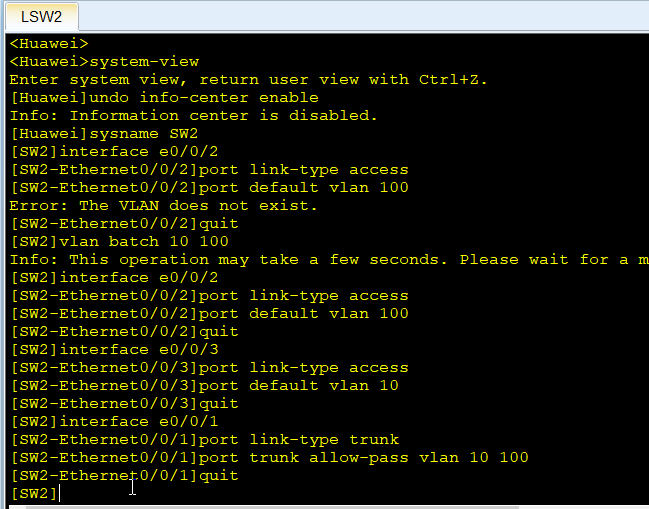 LSW2
<Huawei>
<Huawei>system-view
Enter system view, return user view with Ctrl+Z.
[Huawei]undo info-center enable
Info: Information center is disabled.
[Huawei]sysname SW2
[SW2]interface e0/0/2
[SW2-Ethernet0/0/2]port link-type access
[SW2-Ethernet0/0/2]port default vlan 100
Error: The VLAN does not exist.
[SW2-Ethernet0/0/2]quit
[SW2]vlan batch 10 100
Info: This operation may take a few seconds. Please wait for a m
[SW2]interface e0/0/2
[SW2-Ethernet0/0/2]port link-type access
[SW2-Ethernet0/0/2]port default vlan 100
[SW2-Ethernet0/0/2]quit
[SW2]interface e0/0/3
[SW2-Ethernet0/0/3]port link-type access
[SW2-Ethernet0/0/3]port default vlan 10
[SW2-Ethernet0/0/3]quit
[SW2]interface e0/0/1
[SW2-Ethernet0/0/1]port link-type trunk
[SW2-Ethernet0/0/1]port trunk allow-pass vlan 10 100
[SW2-Ethernet0/0/1]quit
[SW2]